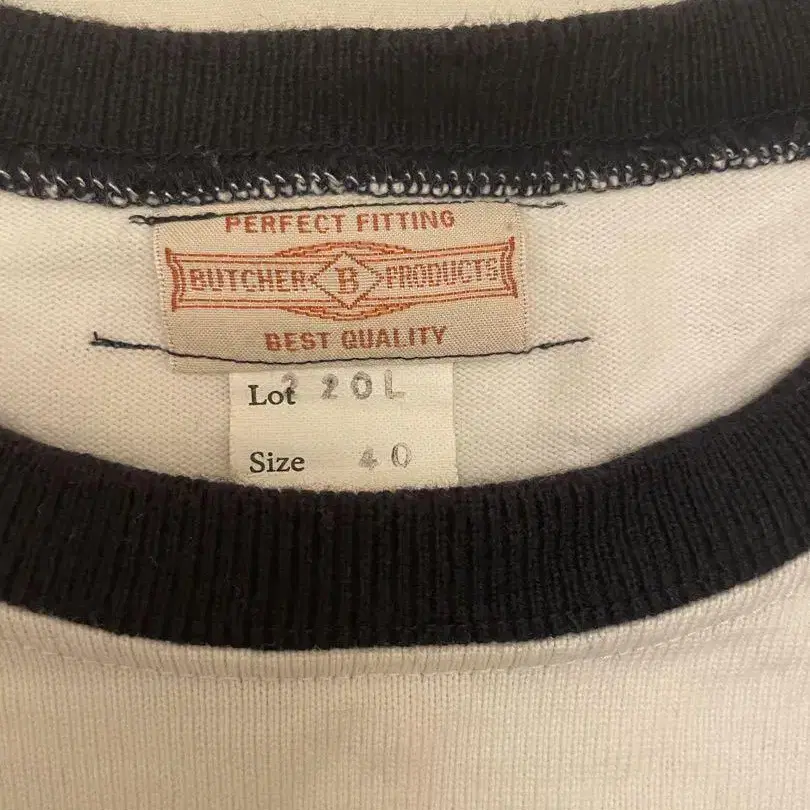 PERFECT FITTING
BUTCHER B PRODUCTS
BEST QUALITY
Lot 220L
Size 40